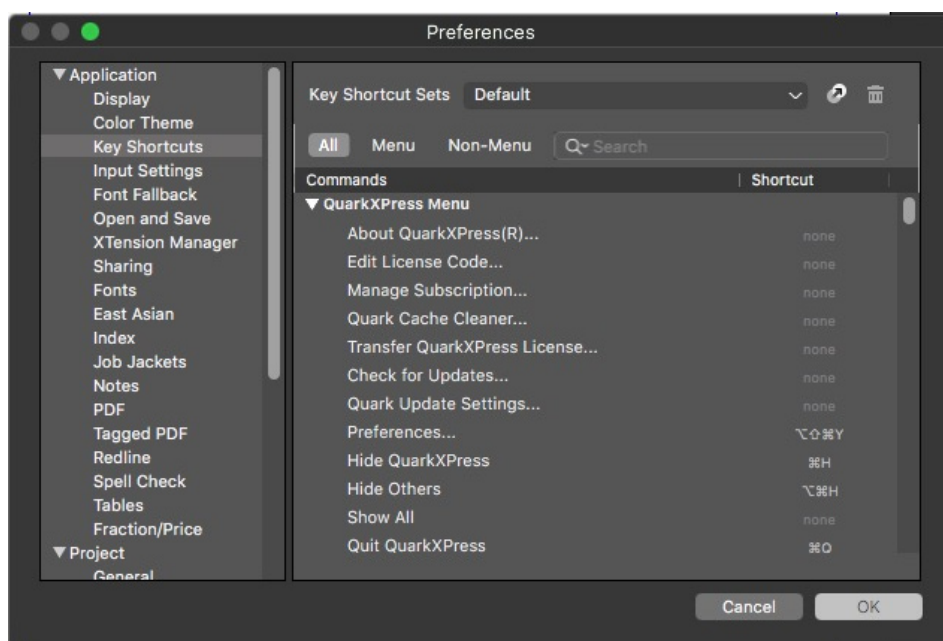 Preferences
▼ Application
Display
Color Theme
Key Shortcuts
Input Settings
Font Fallback
Open and Save
XTension Manager
Sharing
Fonts
East Asian
Index
Job Jackets
Notes
PDF
Tagged PDF
Redline
Spell Check
Tables
Fraction/Price
▼ Project
General
Key Shortcut Sets Default
All Menu Non-Menu Search
Commands Shortcut
▼ QuarkXPress Menu
About QuarkXPress(R)... none
Edit License Code... none
Manage Subscription... none
Quark Cache Cleaner... none
Transfer QuarkXPress License... none
Check for Updates... none
Quark Update Settings... none
Preferences... ⌥⇧⌘Y
Hide QuarkXPress ⌘H
Hide Others ⌥⌘H
Show All none
Quit QuarkXPress ⌘Q
Cancel OK